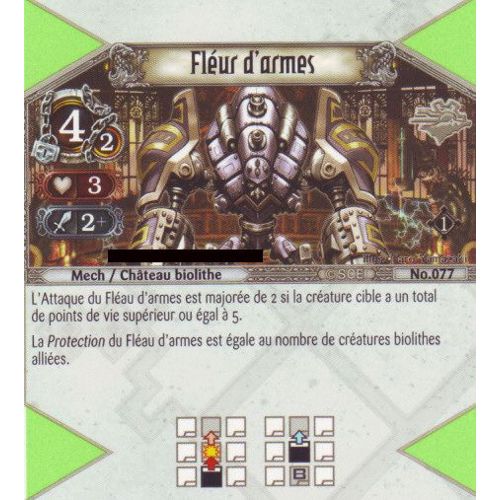 Fléur d'armes
4
2
3
2+
1
Mech / Château biolithe
©SCEI
No.077
L'Attaque du Fléau d'armes est majorée de 2 si la créature cible a un total
de points de vie supérieur ou égal à 5.
La Protection du Fléau d'armes est égale au nombre de créatures biolithes
alliées.
B